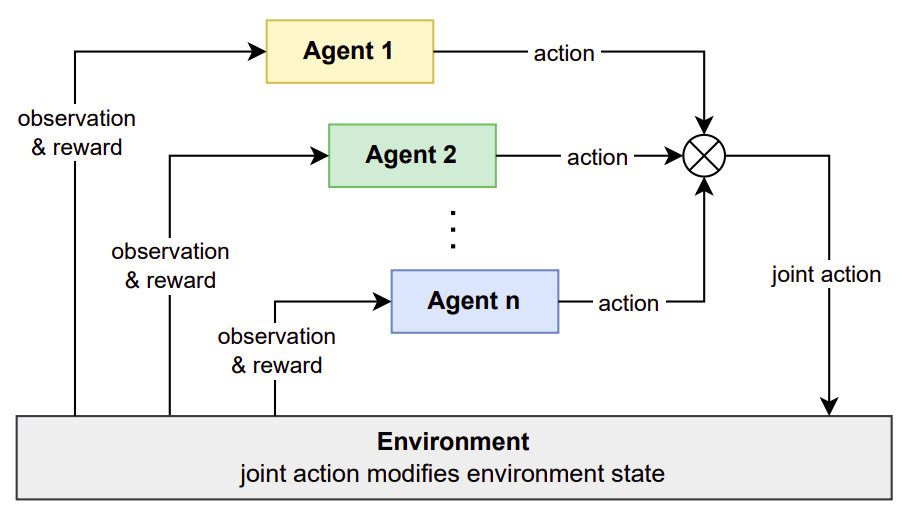 Agent 1
action
observation
& reward
Agent 2
action
observation
& reward
Agent n
action
joint action
observation
& reward
Environment
joint action modifies environment state